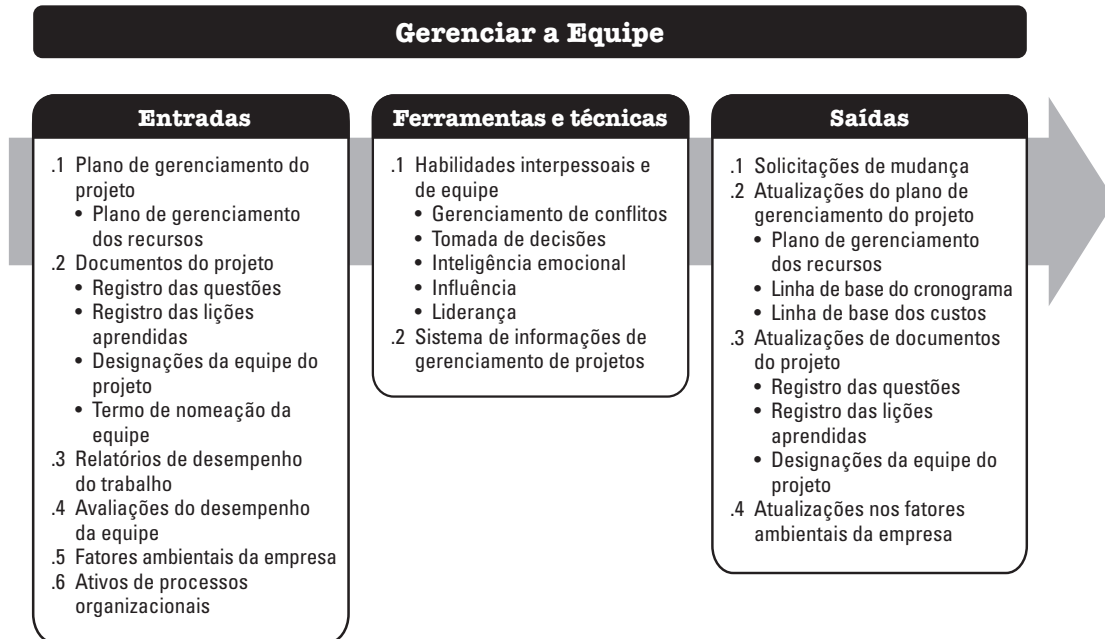 Gerenciar a Equipe
Entradas
.1 Plano de gerenciamento do
projeto
• Plano de gerenciamento
dos recursos
.2 Documentos do projeto
• Registro das questões
• Registro das lições
aprendidas
• Designações da equipe do
projeto
• Termo de nomeação da
equipe
.3 Relatórios de desempenho
do trabalho
.4 Avaliações do desempenho
da equipe
.5 Fatores ambientais da empresa
.6 Ativos de processos
organizacionais
Ferramentas e técnicas
.1 Habilidades interpessoais e
de equipe
• Gerenciamento de conflitos
• Tomada de decisões
• Inteligência emocional
• Influência
• Liderança
.2 Sistema de informações de
gerenciamento de projetos
Saídas
.1 Solicitações de mudança
.2 Atualizações do plano de
gerenciamento do projeto
• Plano de gerenciamento
dos recursos
• Linha de base do cronograma
• Linha de base dos custos
.3 Atualizações de documentos
do projeto
• Registro das questões
• Registro das lições
aprendidas
• Designações da equipe do
projeto
.4 Atualizações nos fatores
ambientais da empresa